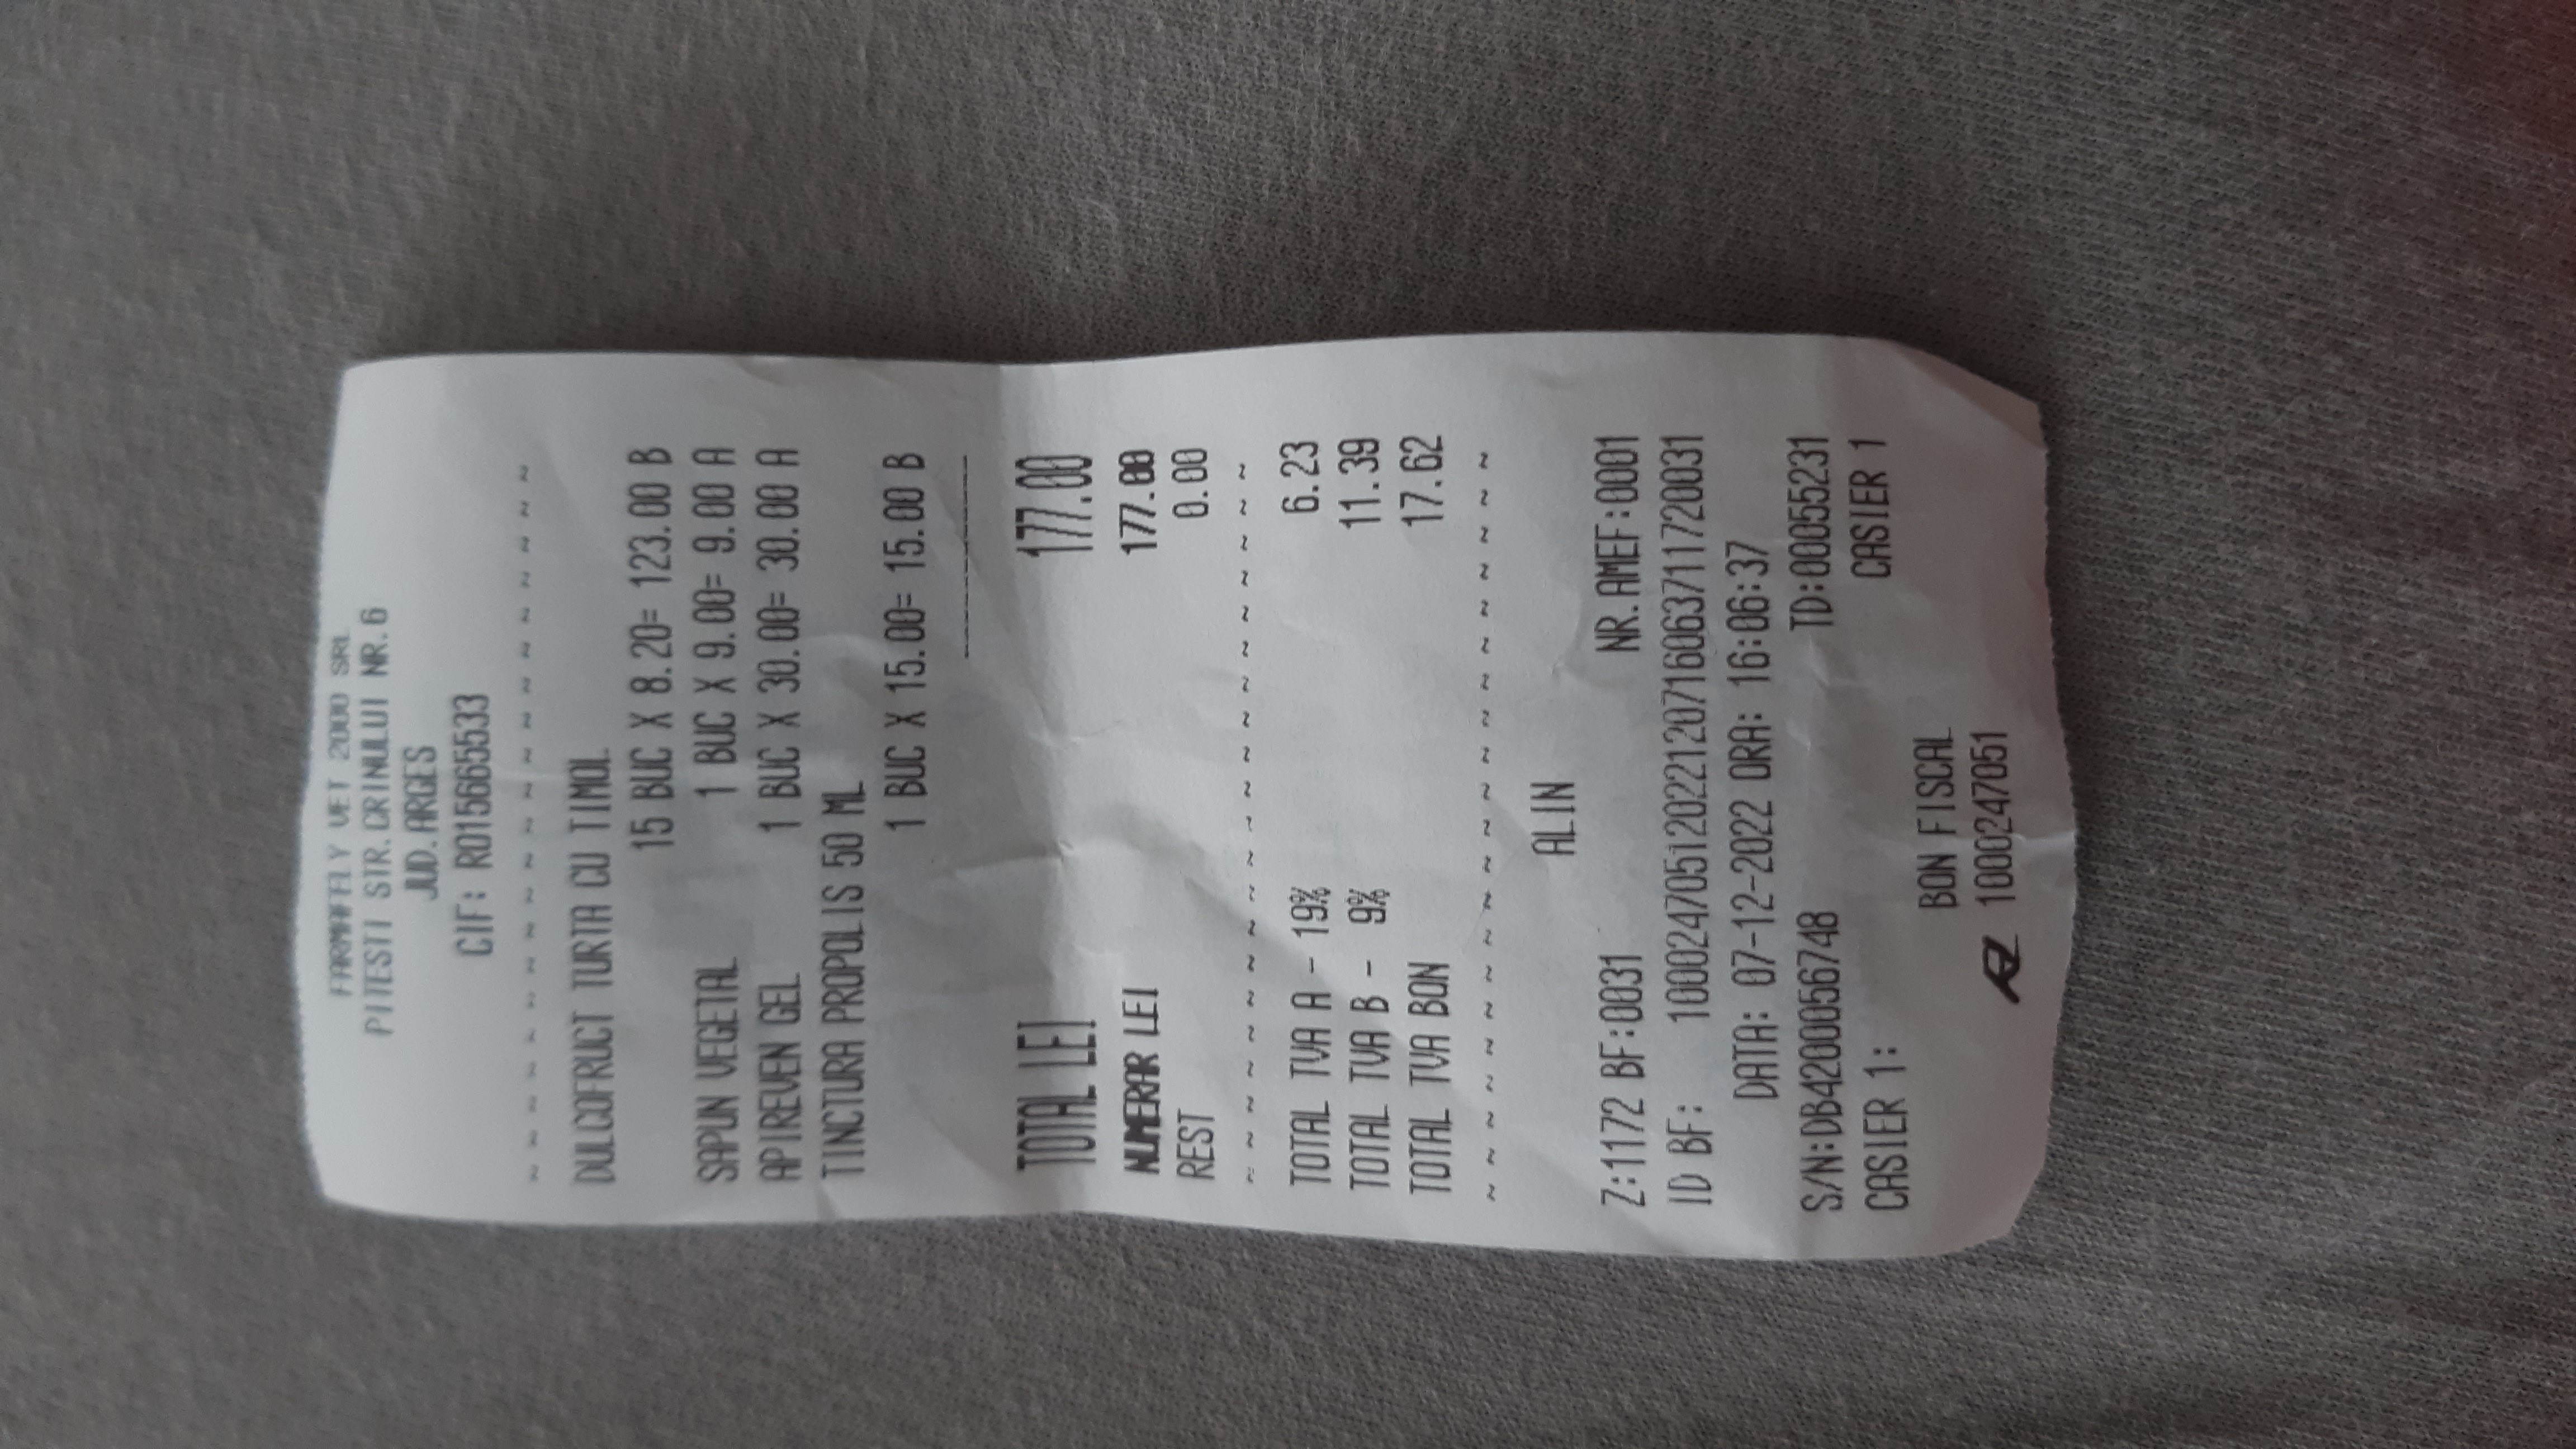 FARMAFLY VET 2000 SRL
PITESTI STR.CRINULUI NR.6
JUD.ARGES
CIF: RO15665533
~ ~ ~ ~ ~ ~ ~ ~ ~ ~ ~ ~ ~ ~ ~ ~ ~ ~ ~
DULCOFRUCT TURTA CU TIMOL
15 BUC X 8.20= 123.00 B
SAPUN VEGETAL 1 BUC X 9.00= 9.00 A
APIREVEN GEL 1 BUC X 30.00= 30.00 A
TINCTURA PROPOLIS 50 ML
1 BUC X 15.00= 15.00 B
TOTAL LEI 177.00
NUMERAR LEI 177.00
REST 0.00
~ ~ ~ ~ ~ ~ ~ ~ ~ ~ ~ ~ ~ ~ ~ ~ ~ ~ ~
TOTAL TVA A - 19% 6.23
TOTAL TVA B - 9% 11.39
TOTAL TVA BON 17.62
~ ~ ~ ~ ~ ~ ~ ~ ~ ~ ~ ~ ~ ~ ~ ~ ~ ~ ~
ALIN
Z:1172 BF:0031 NR.AMEF:0001
ID BF: 10002470512022120716063711720031
DATA: 07-12-2022 ORA: 16:06:37
S/N:DB4200056748 TD:00055231
CASIER 1: CASIER 1
BON FISCAL
1000247051